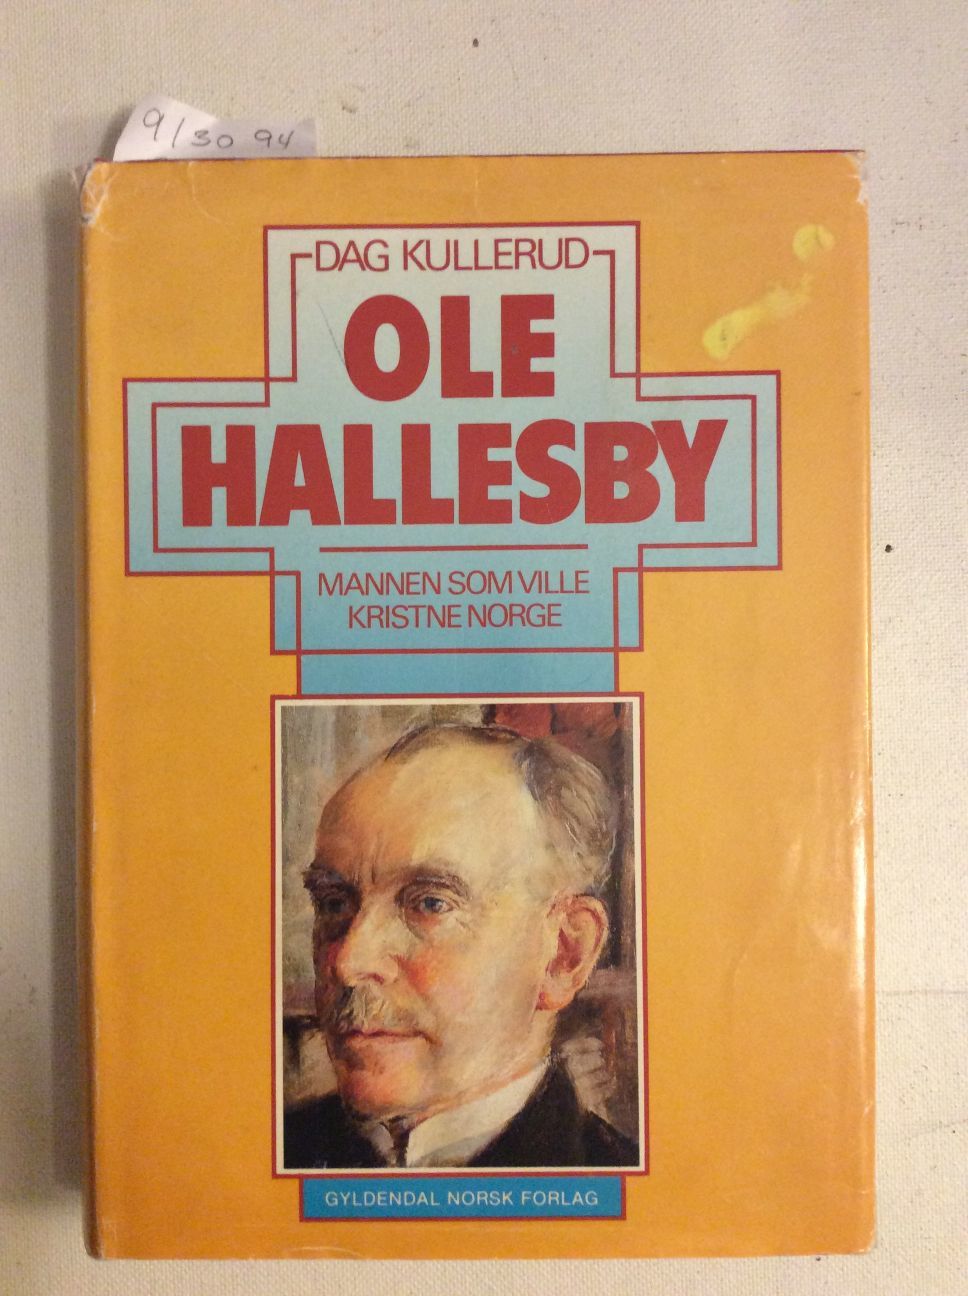 9/30 94
DAG KULLERUD
OLE
HALLESBY
MANNEN SOM VILLE
KRISTNE NORGE
GYLDENDAL NORSK FORLAG